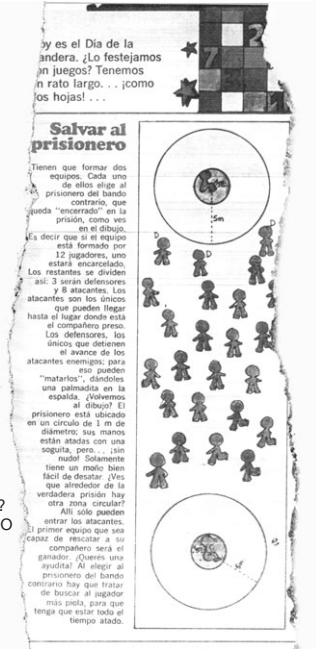 oy es el Día de la
andera. ¿Lo festejamos
on juegos? Tenemos
n rato largo. . . ¡como
os hojas! . . .
7
2
Salvar al
prisionero
Tienen que formar dos
equipos. Cada uno
de ellos elige al
prisionero del bando
contrario, que
queda "encerrado" en la
prisión, como ves
en el dibujo.
Es decir que si el equipo
está formado por
12 jugadores, uno
estará encarcelado.
Los restantes se dividen
así: 3 serán defensores
y 8 atacantes. Los
atacantes son los únicos
que pueden llegar
hasta el lugar donde está
el compañero preso.
Los defensores, los
únicos que detienen
el avance de los
atacantes enemigos; para
eso pueden
"matarlos", dándoles
una palmadita en la
espalda. ¿Volvemos
al dibujo? El
prisionero está ubicado
en un círculo de 1 m de
diámetro; sus manos
están atadas con una
soguita, pero. . . ¡sin
nudo! Solamente
tiene un moño bien
fácil de desatar. ¿Ves
que alrededor de la
verdadera prisión hay
otra zona circular?
Allí sólo pueden
entrar los atacantes.
El primer equipo que sea
capaz de rescatar a su
compañero será el
ganador. ¿Querés una
ayudita? Al elegir al
prisionero del bando
contrario hay que tratar
de buscar al jugador
más piola, para que
tenga que estar todo el
tiempo atado.
5m
D
D
D
?
O